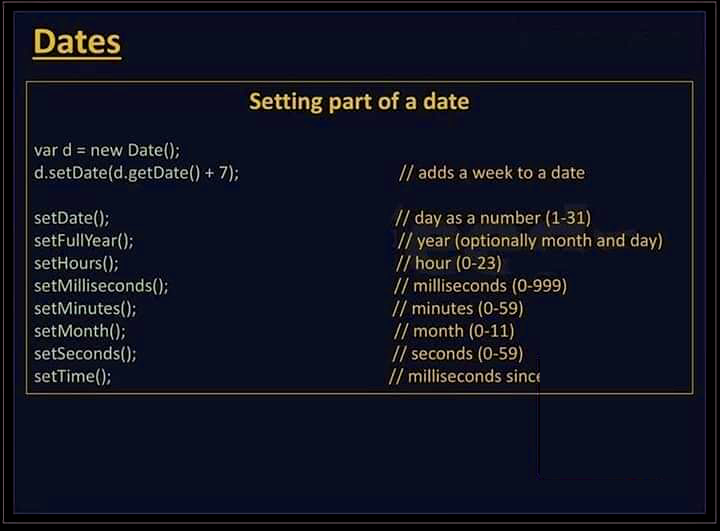 Dates
Setting part of a date
var d = new Date();
d.setDate(d.getDate() + 7); // adds a week to a date
setDate(); // day as a number (1-31)
setFullYear(); // year (optionally month and day)
setHours(); // hour (0-23)
setMilliseconds(); // milliseconds (0-999)
setMinutes(); // minutes (0-59)
setMonth(); // month (0-11)
setSeconds(); // seconds (0-59)
setTime(); // milliseconds since